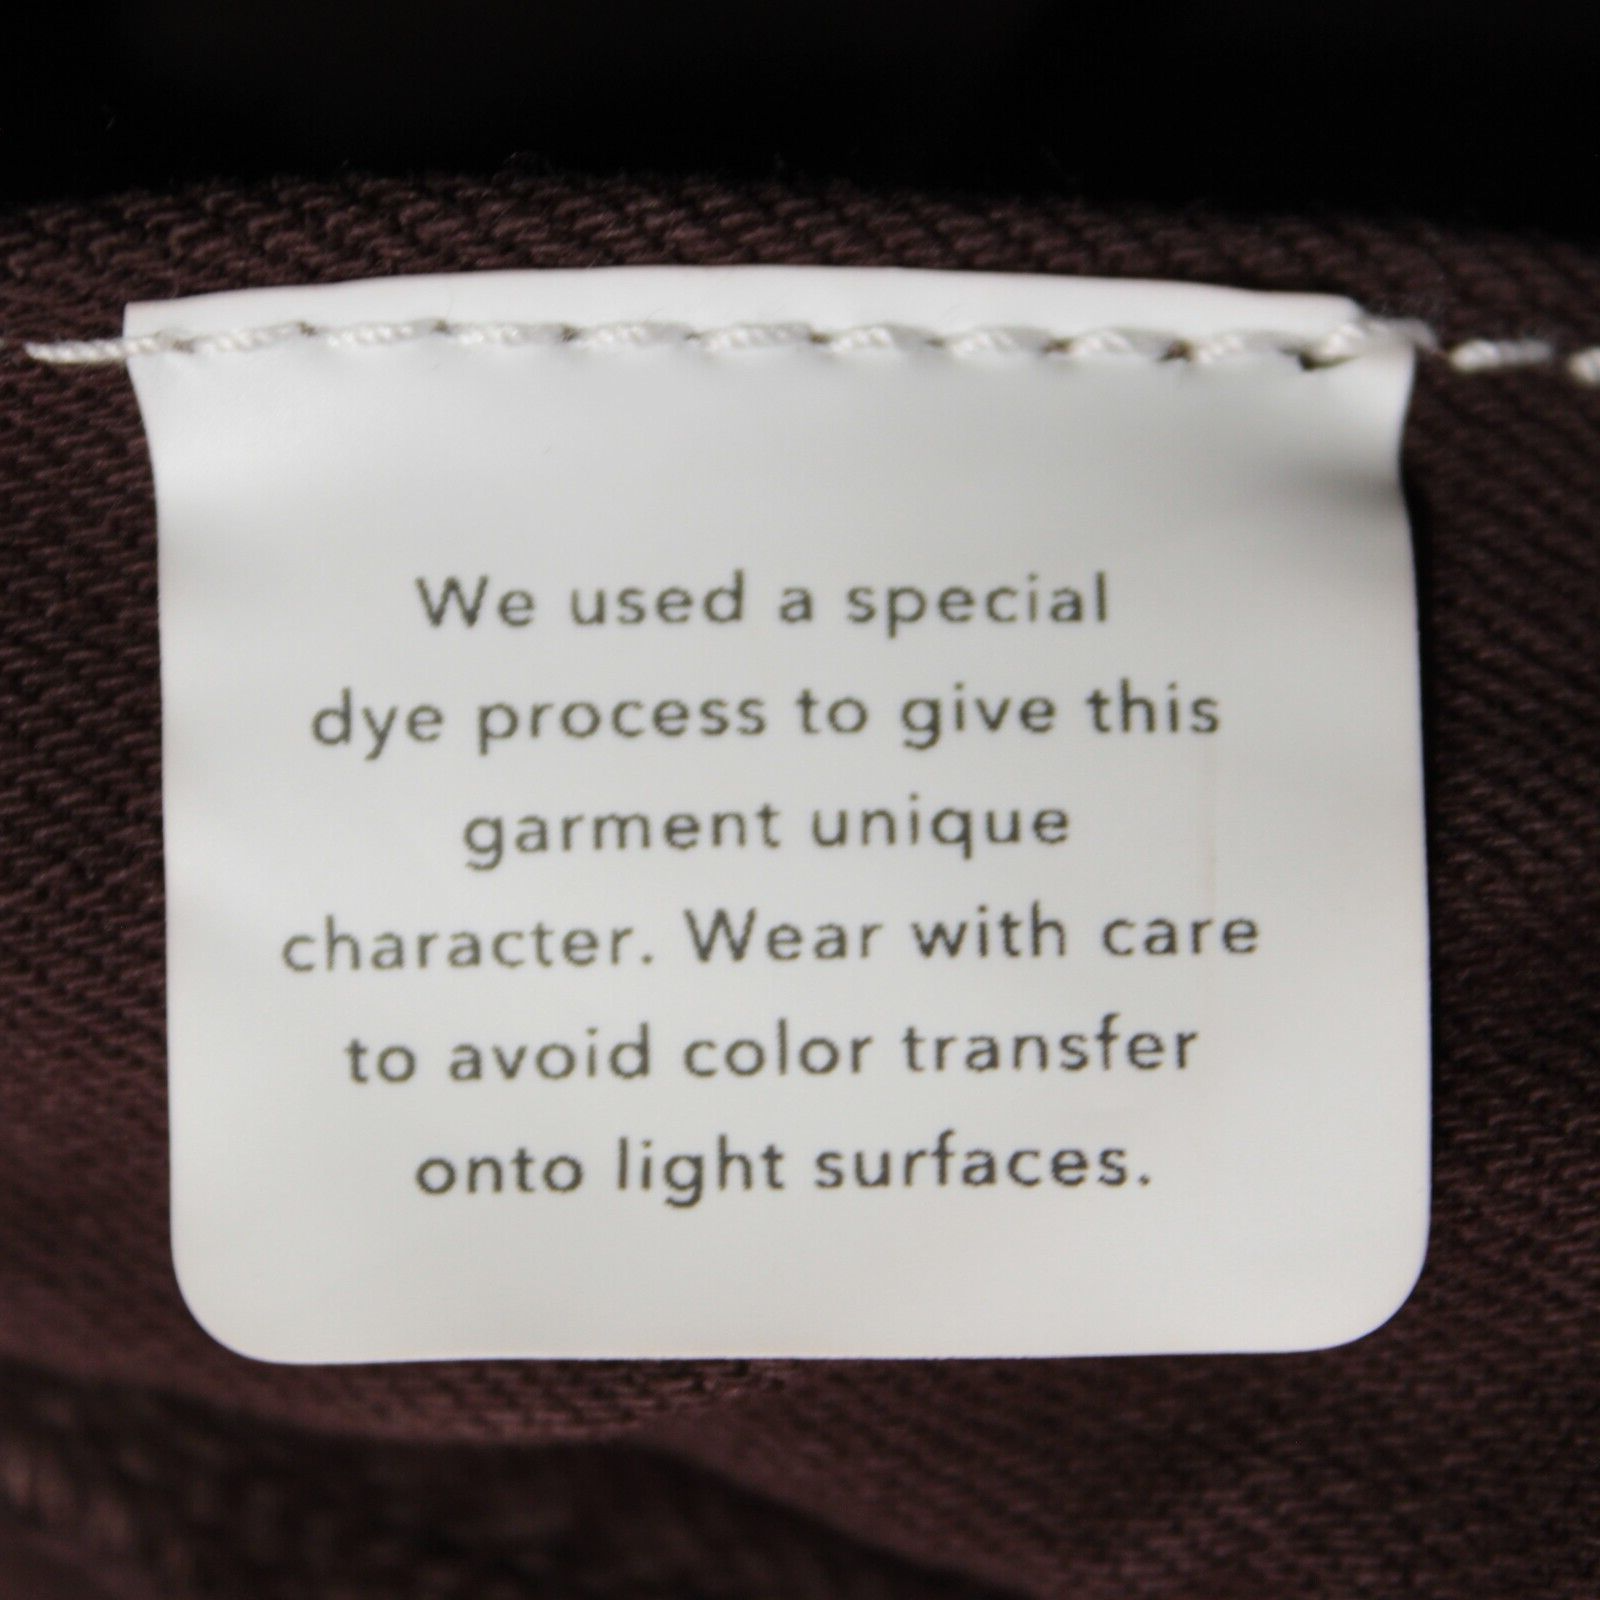 We used a special
dye process to give this
garment unique
character. Wear with care
to avoid color transfer
onto light surfaces.